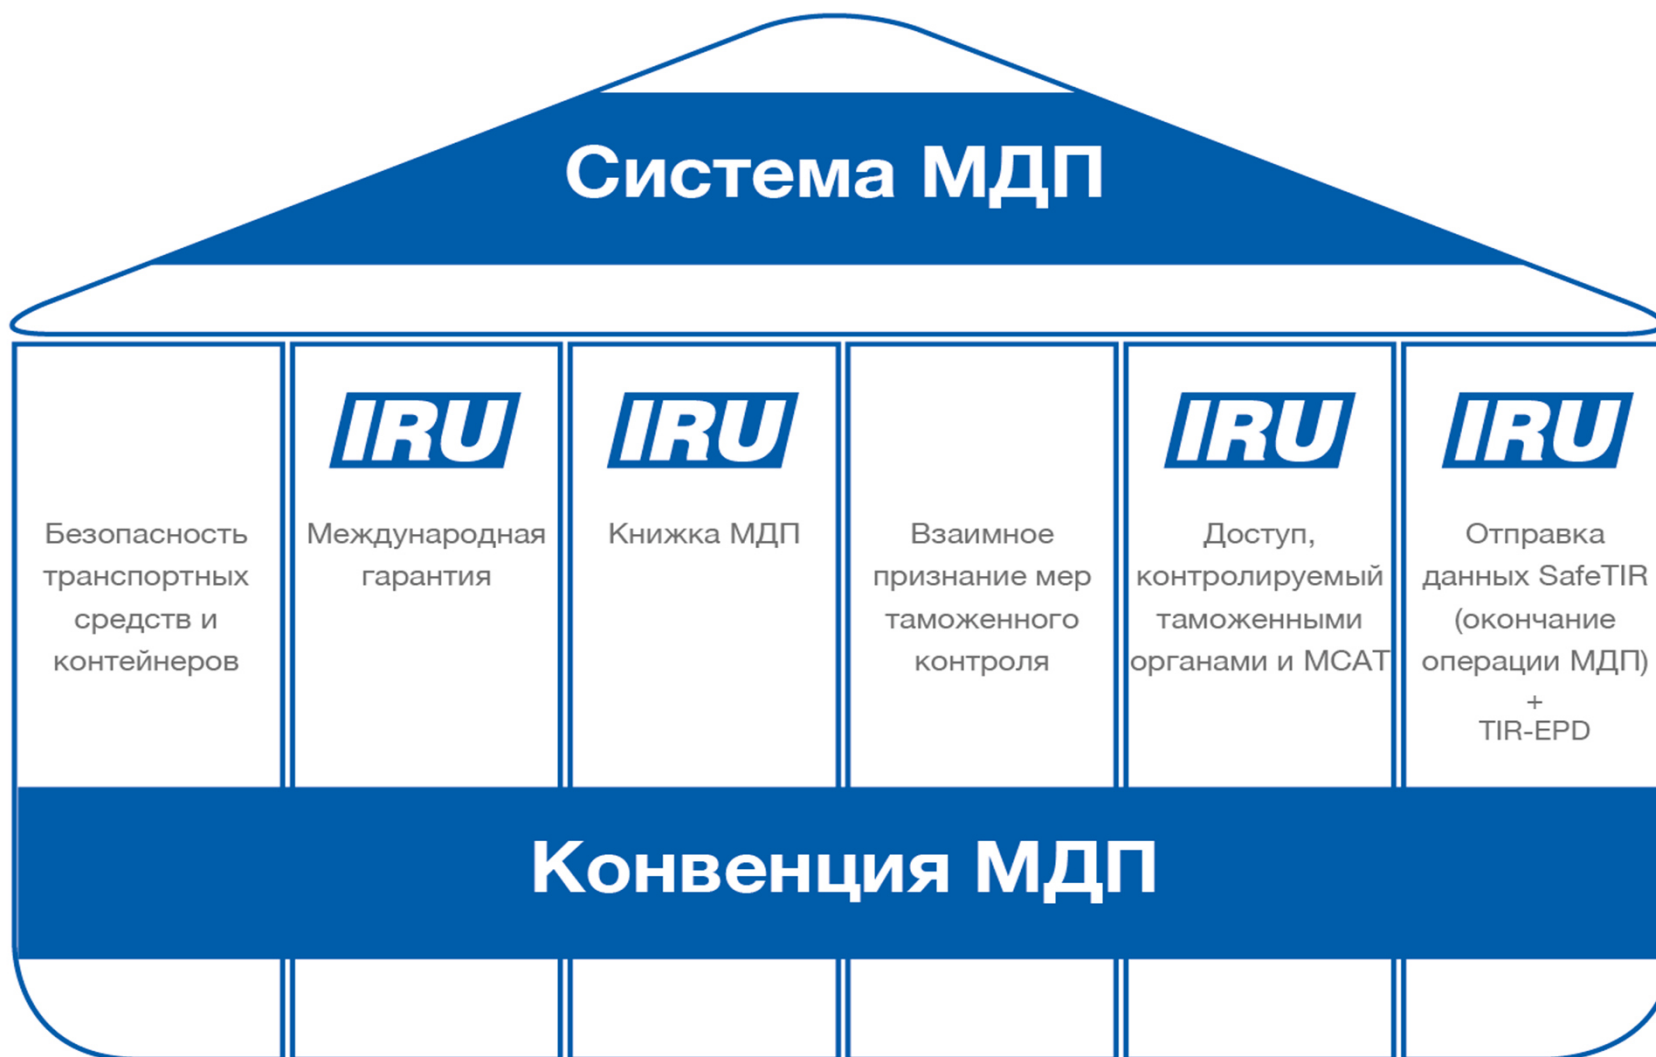 Система МДП
Безопасность
транспортных
средств и
контейнеров
IRU
Международная
гарантия
IRU
Книжка МДП
Взаимное
признание мер
таможенного
контроля
IRU
Доступ,
контролируемый
таможенными
органами и МСАТ
IRU
Отправка
данных SafeTIR
(окончание
операции МДП)
+
TIR-EPD
Конвенция МДП